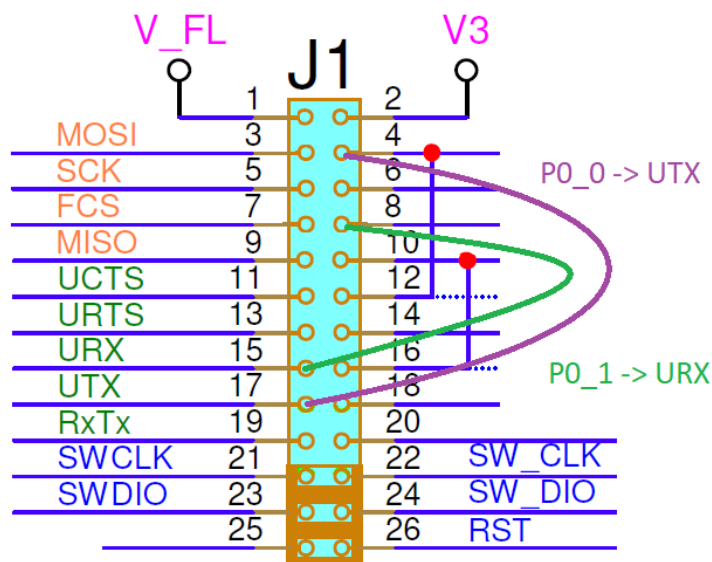 V_FL J1 V3
1 2
MOSI 3 4
SCK 5 6
P0_0 -> UTX
FCS 7 8
MISO 9 10
UCTS 11 12
URTS 13 14
URX 15 16
P0_1 -> URX
UTX 17 18
RxTx 19 20
SWCLK 21 22 SW_CLK
SWDIO 23 24 SW_DIO
25 26 RST